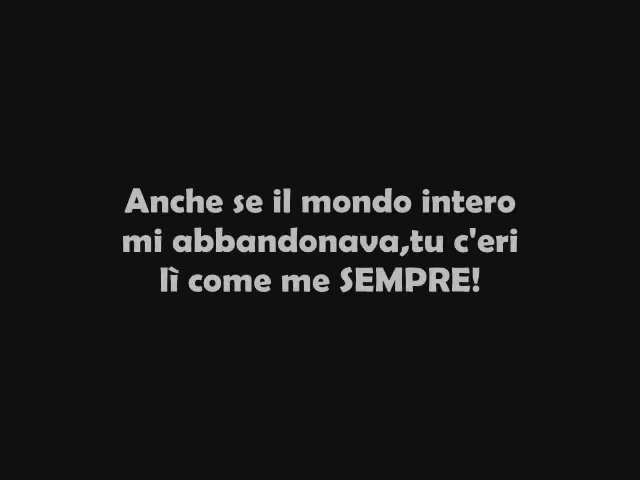 Anche se il mondo intero
mi abbandonava,tu c'eri
lì come me SEMPRE!